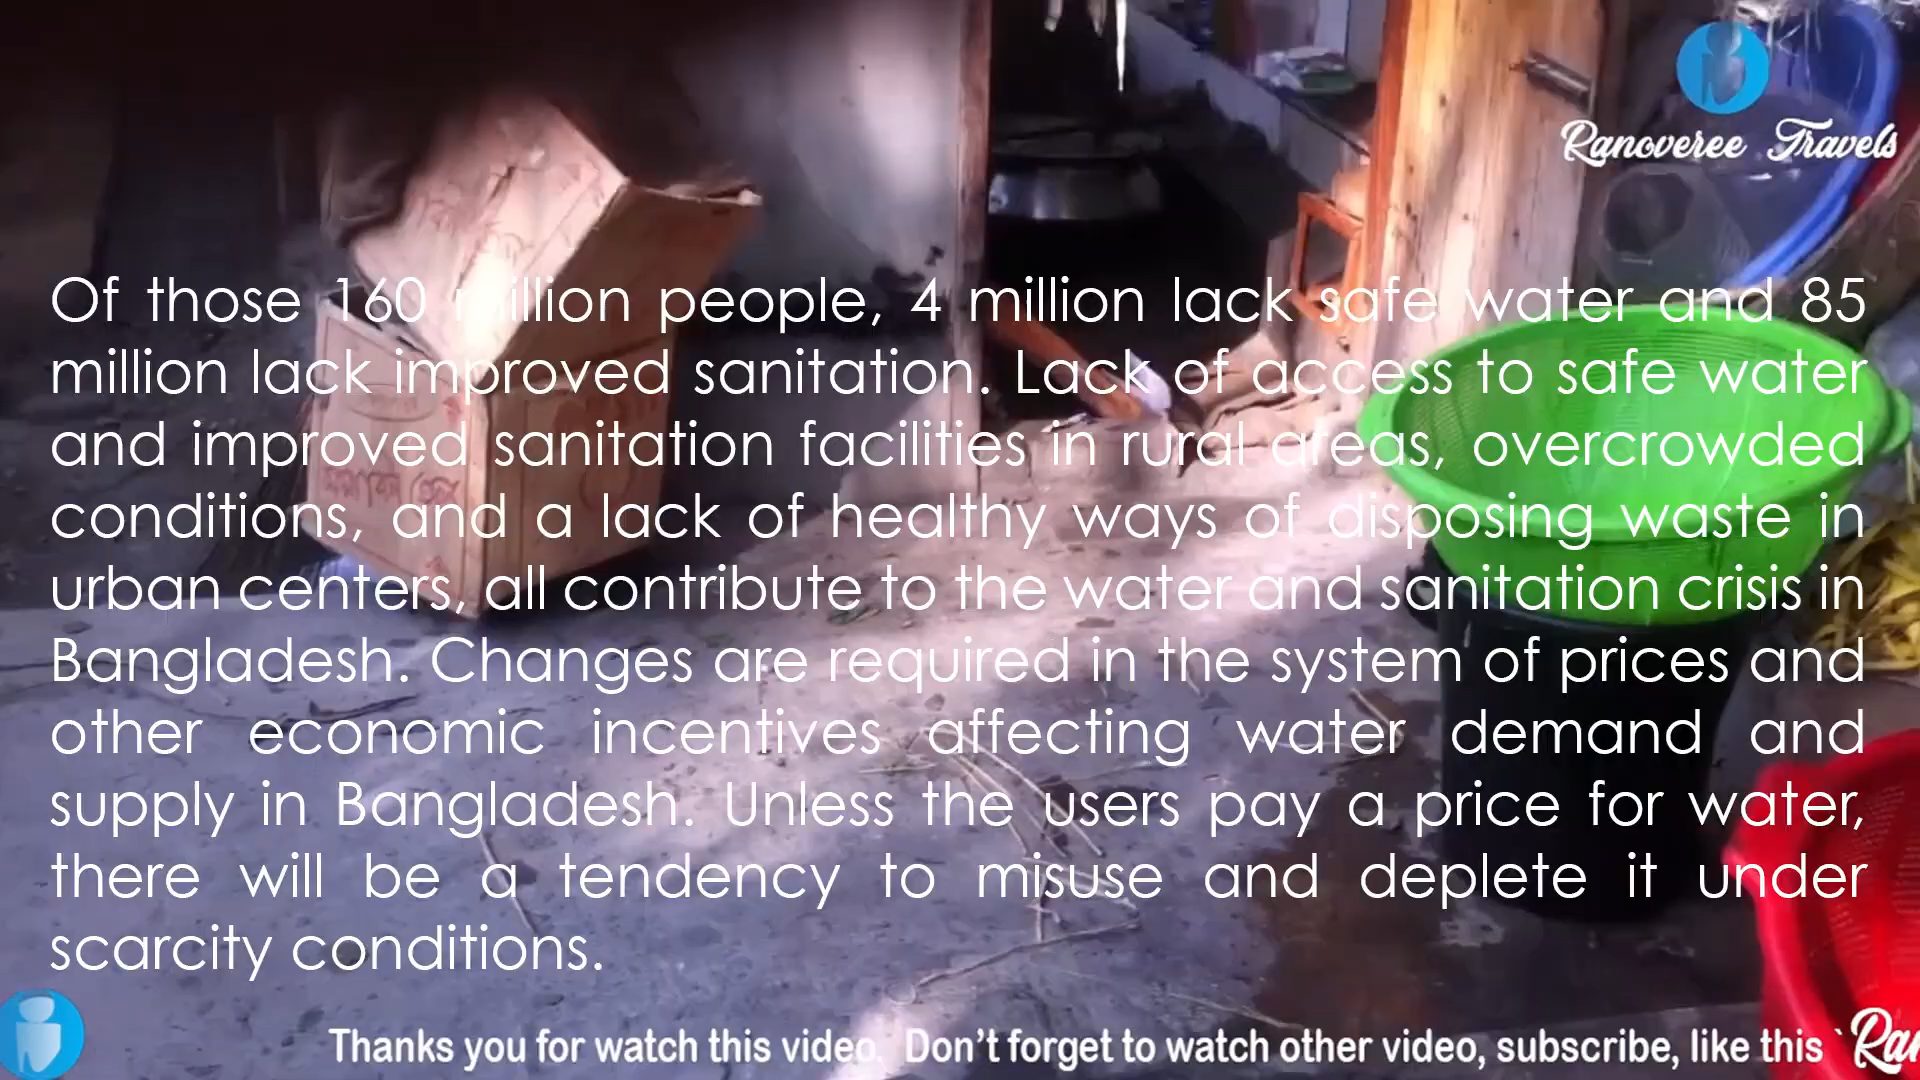 Ranoveree Travels
Of those 160 million people, 4 million lack safe water and 85
million lack improved sanitation. Lack of access to safe water
and improved sanitation facilities in rural areas, overcrowded
conditions, and a lack of healthy ways of disposing waste in
urban centers, all contribute to the water and sanitation crisis in
Bangladesh. Changes are required in the system of prices and
other economic incentives affecting water demand and
supply in Bangladesh. Unless the users pay a price for water,
there will be a tendency to misuse and deplete it under
scarcity conditions.
Thanks you for watch this video. Don't forget to watch other video, subscribe, like this `